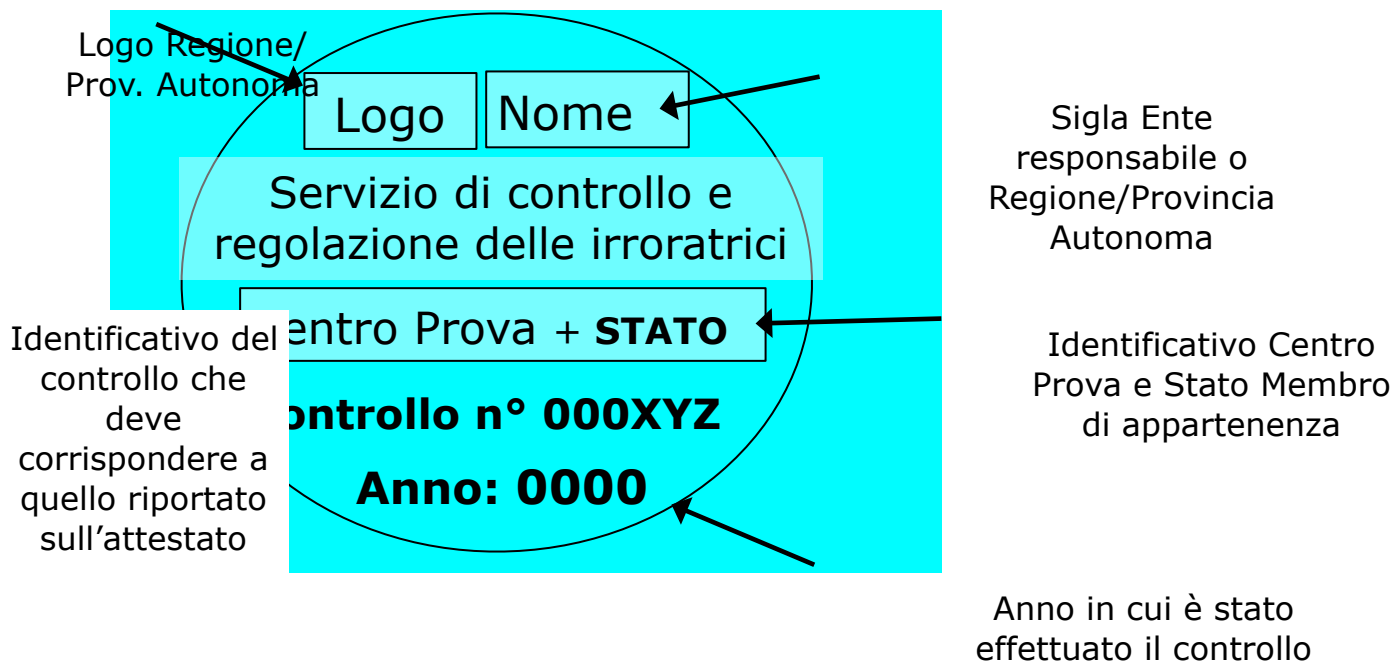 Logo Regione/
Prov. Autonoma
Logo
Nome
Sigla Ente
responsabile o
Regione/Provincia
Autonoma
Servizio di controllo e
regolazione delle irroratrici
entro Prova + STATO
Identificativo del
controllo che
deve
corrispondere a
quello riportato
sull’attestato
Identificativo Centro
Prova e Stato Membro
di appartenenza
ontrollo n° 000XYZ
Anno: 0000
Anno in cui è stato
effettuato il controllo